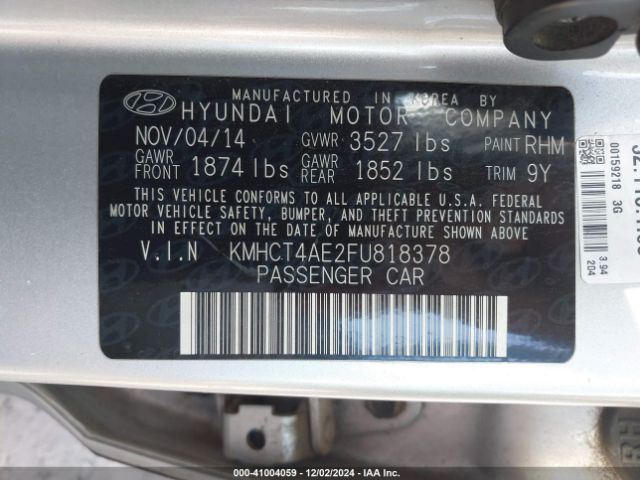 MANUFACTURED IN KOREA BY
HYUNDAI MOTOR COMPANY
NOV/04/14 GVWR 3527 lbs PAINT RHM
GAWR FRONT 1874 lbs GAWR REAR 1852 lbs TRIM 9Y
THIS VEHICLE CONFORMS TO ALL APPLICABLE U.S.A. FEDERAL
MOTOR VEHICLE SAFETY, BUMPER, AND THEFT PREVENTION STANDARDS
IN EFFECT ON THE DATE OF MANUFACTURE SHOWN ABOVE.
V.I.N KMHCT4AE2FU818378
PASSENGER CAR
00159218 3G
3.94
204
000-41004059 - 12/02/2024 - IAA Inc.